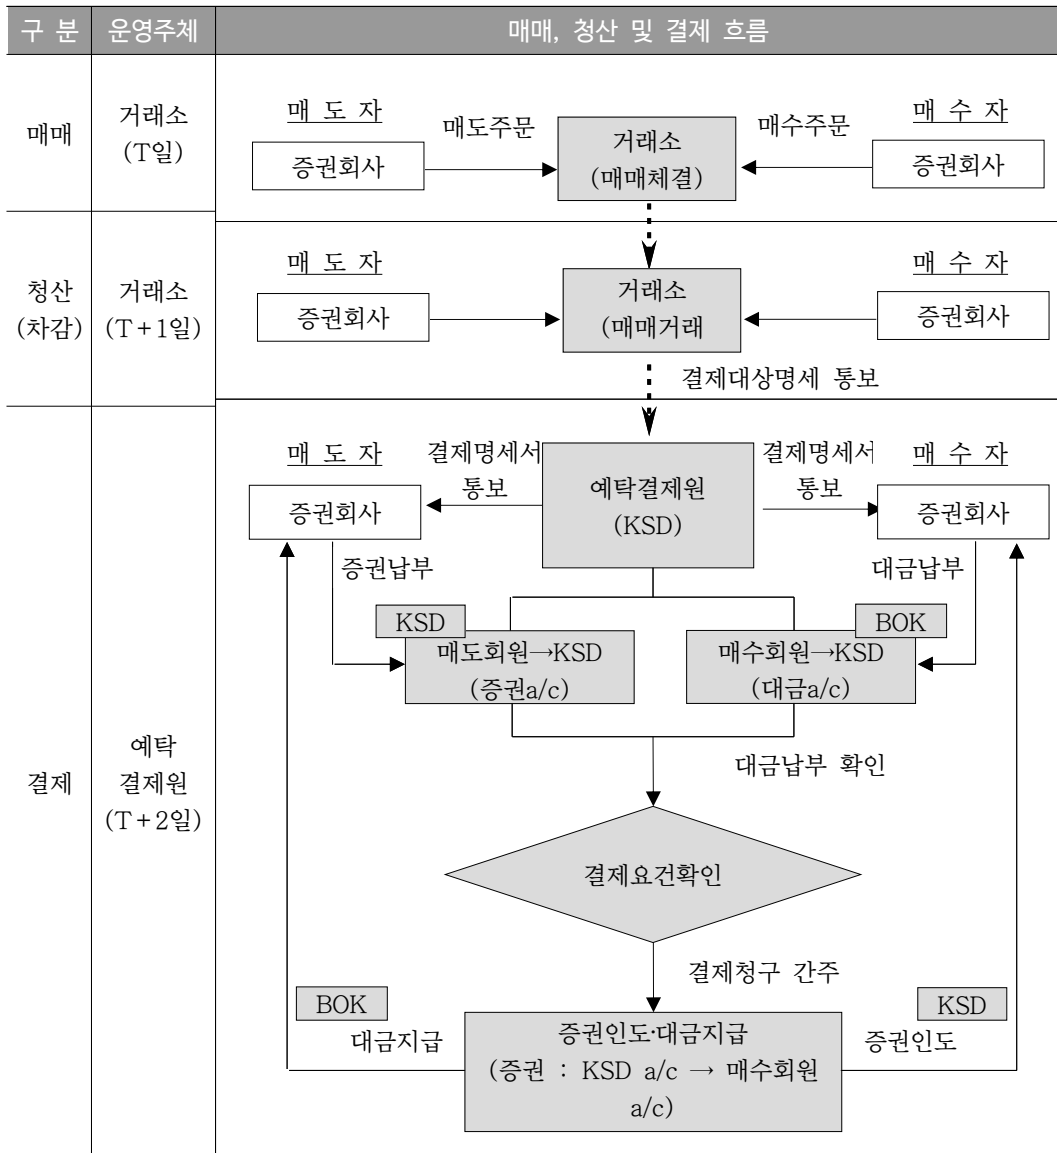 구 분 운영주체 매매, 청산 및 결제 흐름
매매
거래소
(T일)
매 도 자
증권회사
매도주문
거래소
(매매체결)
매수주문
매 수 자
증권회사
청산
(차감)
거래소
(T+1일)
매 도 자
증권회사
거래소
(매매거래
매 수 자
증권회사
결제대상명세 통보
결제
예탁
결제원
(T+2일)
매 도 자
증권회사
결제명세서
통보
예탁결제원
(KSD)
결제명세서
통보
매 수 자
증권회사
증권납부
대금납부
KSD
매도회원→KSD
(증권a/c)
BOK
매수회원→KSD
(대금a/c)
대금납부 확인
결제요건확인
결제청구 간주
BOK
대금지급
증권인도·대금지급
(증권 : KSD a/c → 매수회원
a/c)
KSD
증권인도